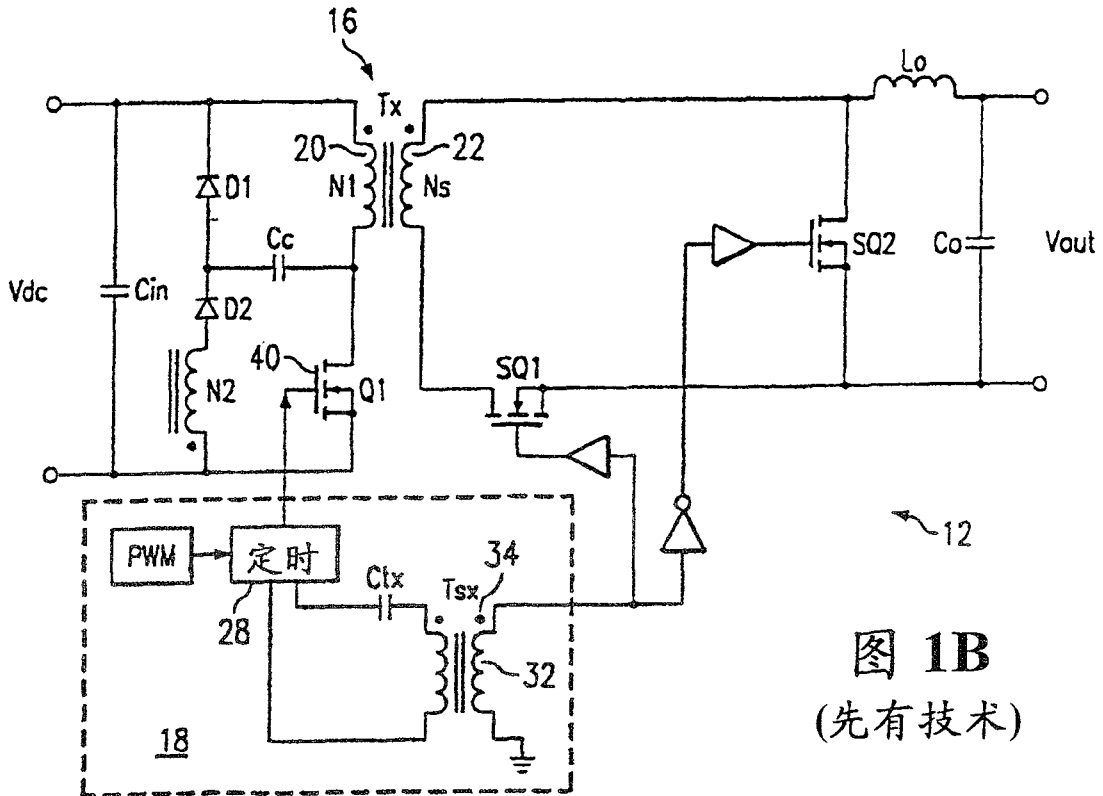 16
Lo
Tx
20
22
N1
Ns
D1
Cc
SQ2
Co
Vout
Vdc
Cin
D2
40
SQ1
N2
Q1
12
PWM
定时
Ctx
34
Tsx
28
32
18
图 1B
(先有技术)